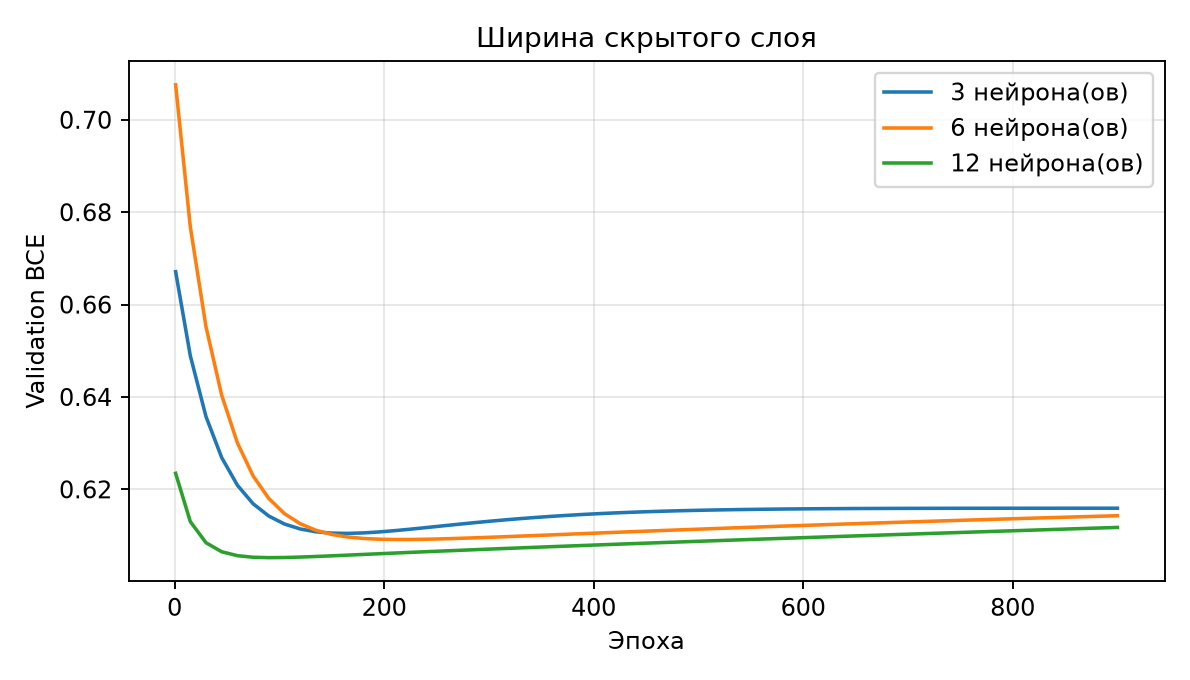 Ширина скрытого слоя
3 нейрона(ов)
6 нейрона(ов)
12 нейрона(ов)
Validation BCE
0.70
0.68
0.66
0.64
0.62
0
200
400
600
800
Эпоха